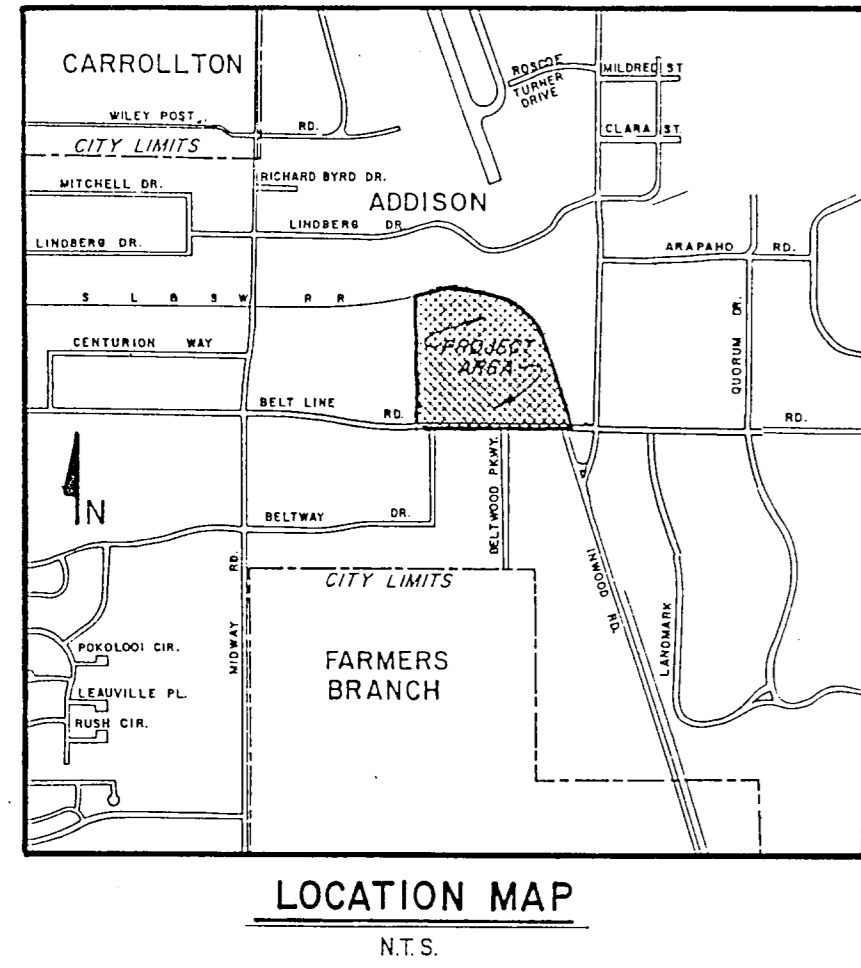 CARROLLTON
WILEY POST
RD.
CITY LIMITS
MITCHELL DR.
RICHARD BYRD DR.
ROSCOE
TURNER
DRIVE
MILDRED ST
CLARA ST.
ADDISON
LINDBERG DR.
LINDBERG DR.
ARAPAHO RD.
S L & S W R R
CENTURION WAY
PROJECT
AREA
QUORUM DR.
BELT LINE RD.
RD.
N
BELTWAY DR.
BELTWOOD PKWY.
CITY LIMITS
MIDWAY RD.
INWOOD RD.
LANDMARK
POKOLODI CIR.
LEAUVILLE PL.
RUSH CIR.
FARMERS
BRANCH
LOCATION MAP
N.T.S.